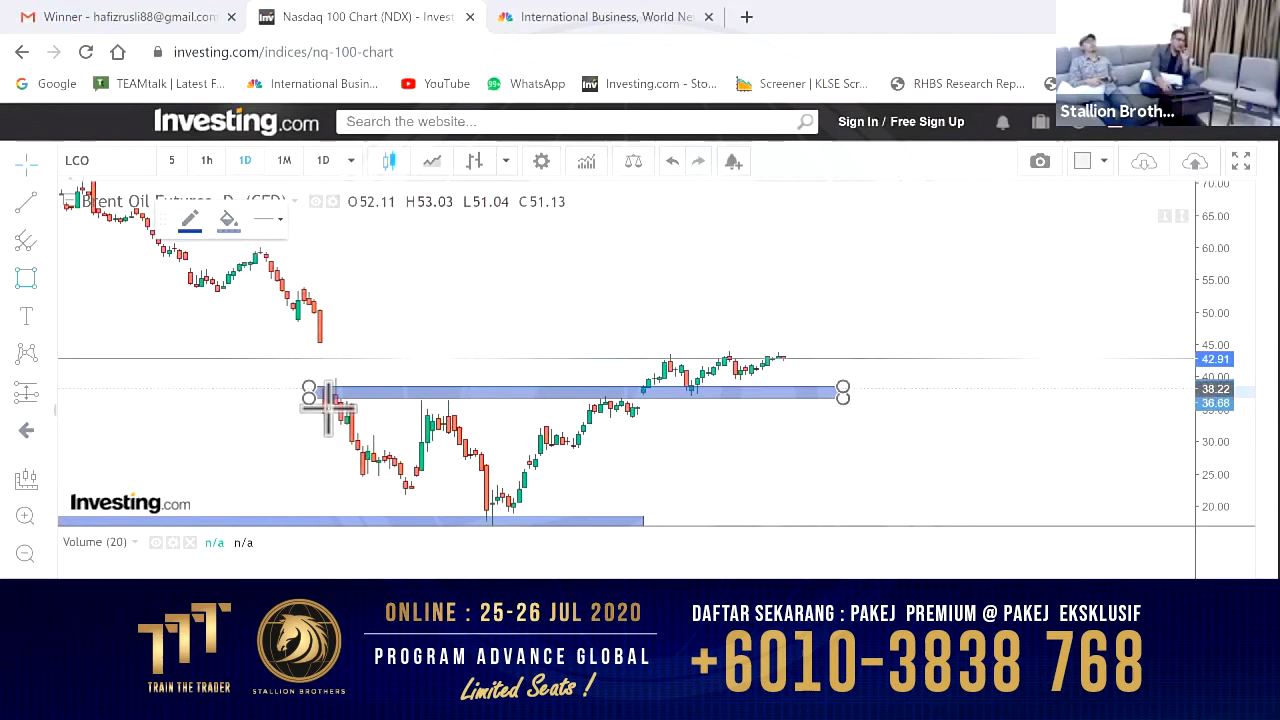 Winner - hafizrusli88@gmail.com
Nasdaq 100 Chart (NDX) - Invest
International Business, World Ne
investing.com/indices/nq-100-chart
Google
TEAMtalk | Latest F...
International Busin...
YouTube
99+
WhatsApp
Investing.com - Sto...
Screener | KLSE Scr...
RHBS Research Rep...
Stallion Broth...
Investing.com
Search the website...
Sign In / Free Sign Up
LCO
5
1h
1D
1M
1D
O52.11 H53.03 L51.04 C51.13
70.00
65.00
60.00
55.00
50.00
45.00
42.91
40.00
38.22
36.68
30.00
25.00
20.00
Investing.com
Volume (20)
n/a n/a
TTT
TRAIN THE TRADER
STALLION BROTHERS
ONLINE : 25-26 JUL 2020
PROGRAM ADVANCE GLOBAL
Limited Seats !
DAFTAR SEKARANG : PAKEJ PREMIUM @ PAKEJ EKSKLUSIF
+6010-3838 768